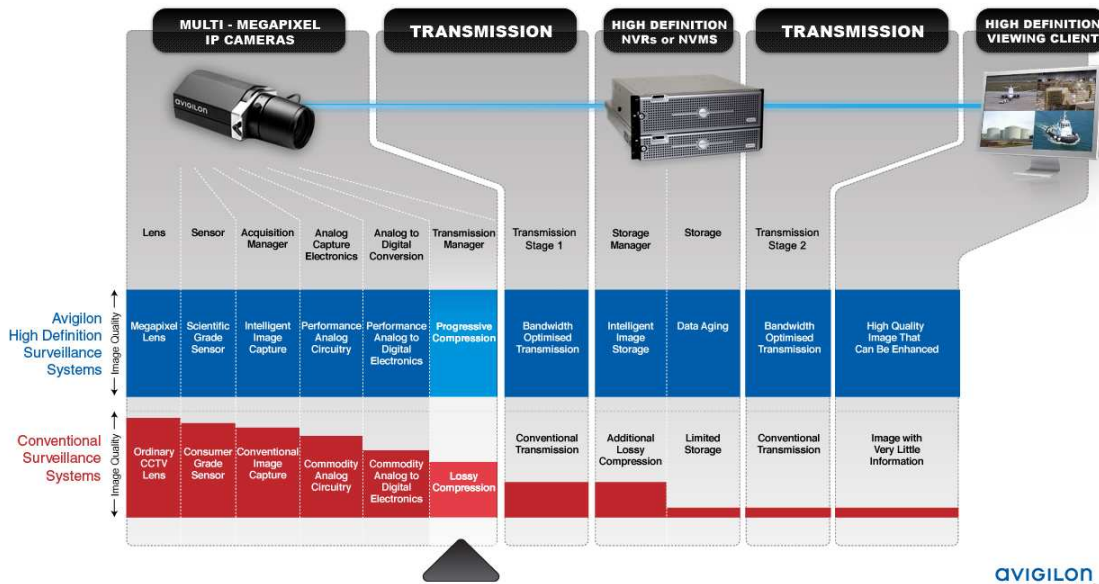 MULTI - MEGAPIXEL
IP CAMERAS
TRANSMISSION
HIGH DEFINITION
NVRs or NVMS
TRANSMISSION
HIGH DEFINITION
VIEWING CLIENT
avigilon
Lens
Sensor
Acquisition
Manager
Analog
Capture
Electronics
Analog to
Digital
Conversion
Transmission
Manager
Transmission
Stage 1
Storage
Manager
Storage
Transmission
Stage 2
Avigilon
High Definition
Surveillance
Systems
Image Quality
Megapixel
Lens
Scientific
Grade
Sensor
Intelligent
Image
Capture
Performance
Analog
Circuitry
Performance
Analog to
Digital
Electronics
Progressive
Compression
Bandwidth
Optimised
Transmission
Intelligent
Image
Storage
Data Aging
Bandwidth
Optimised
Transmission
High Quality
Image That
Can Be Enhanced
Conventional
Surveillance
Systems
Image Quality
Ordinary
CCTV
Lens
Consumer
Grade
Sensor
Conventional
Image
Capture
Commodity
Analog
Circuitry
Commodity
Analog to
Digital
Electronics
Lossy
Compression
Conventional
Transmission
Additional
Lossy
Compression
Limited
Storage
Conventional
Transmission
Image with
Very Little
Information
avigilon